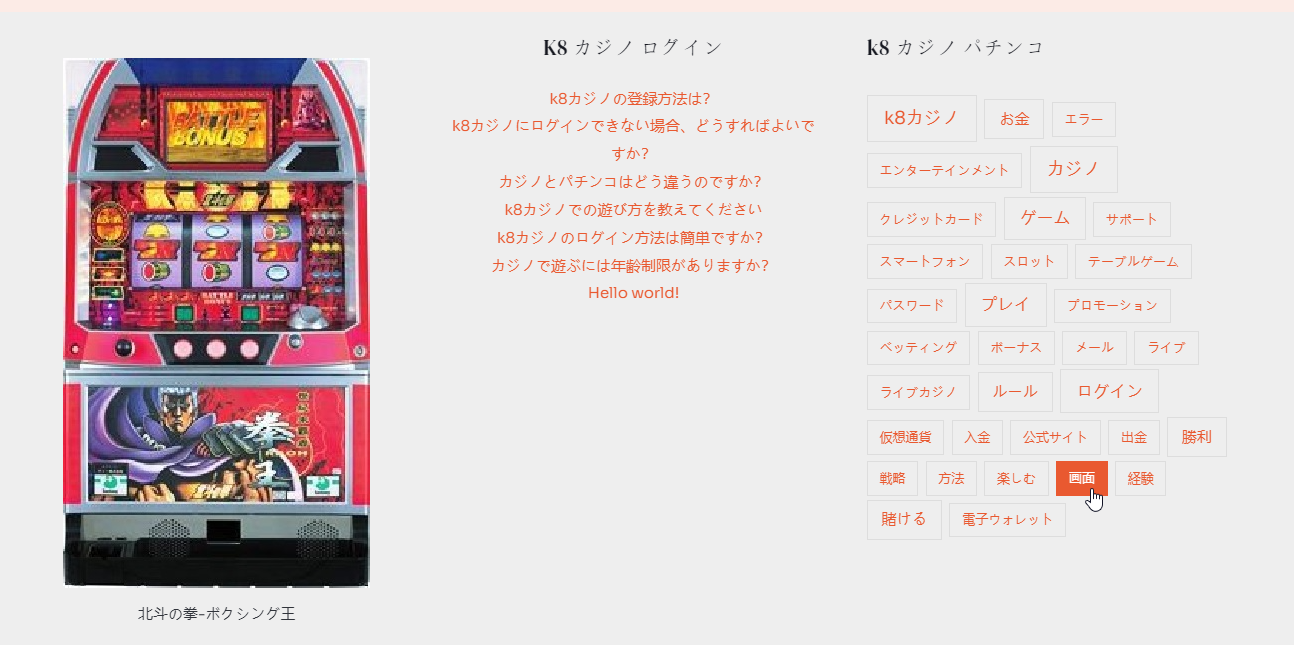 BATTLE
BONUS
拳
王
北斗の拳-ボクシング王
K8 カジノ ログイン
k8カジノの登録方法は?
k8カジノにログインできない場合、どうすればよいで
すか?
カジノとパチンコはどう違うのですか?
k8カジノでの遊び方を教えてください
k8カジノのログイン方法は簡単ですか?
カジノで遊ぶには年齢制限がありますか?
Hello world!
k8 カジノ パチンコ
k8カジノ お金 エラー
エンターテインメント カジノ
クレジットカード ゲーム サポート
スマートフォン スロット テーブルゲーム
パスワード プレイ プロモーション
ベッティング ボーナス メール ライブ
ライブカジノ ルール ログイン
仮想通貨 入金 公式サイト 出金 勝利
戦略 方法 楽しむ 画面 経験
賭ける 電子ウォレット